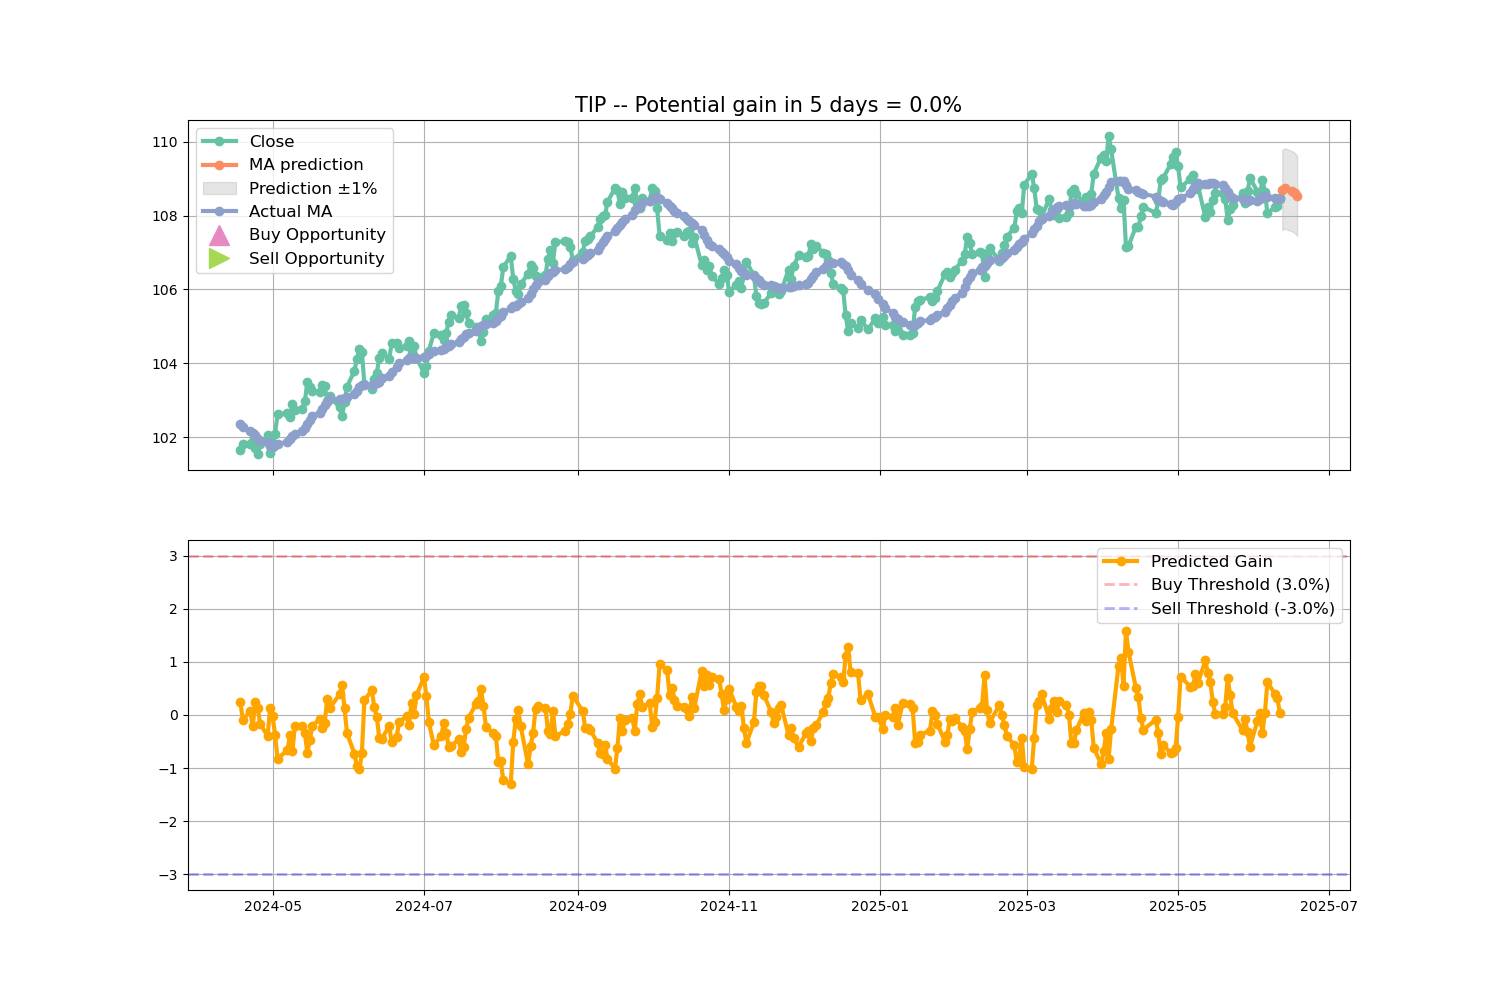 TIP -- Potential gain in 5 days = 0.0%
Close
MA prediction
Prediction ±1%
Actual MA
Buy Opportunity
Sell Opportunity
110
108
106
104
102
Predicted Gain
Buy Threshold (3.0%)
Sell Threshold (-3.0%)
3
2
1
0
−1
−2
−3
2024-05 2024-07 2024-09 2024-11 2025-01 2025-03 2025-05 2025-07